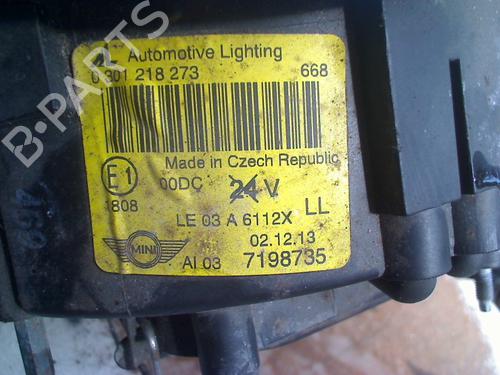 Automotive Lighting
0 301 218 273 668
Made in Czech Republic
E1 00DC 24 V
1808
LE 03 A 6112X LL
MINI 02.12.13
AI 03 7198735
B-PARTS